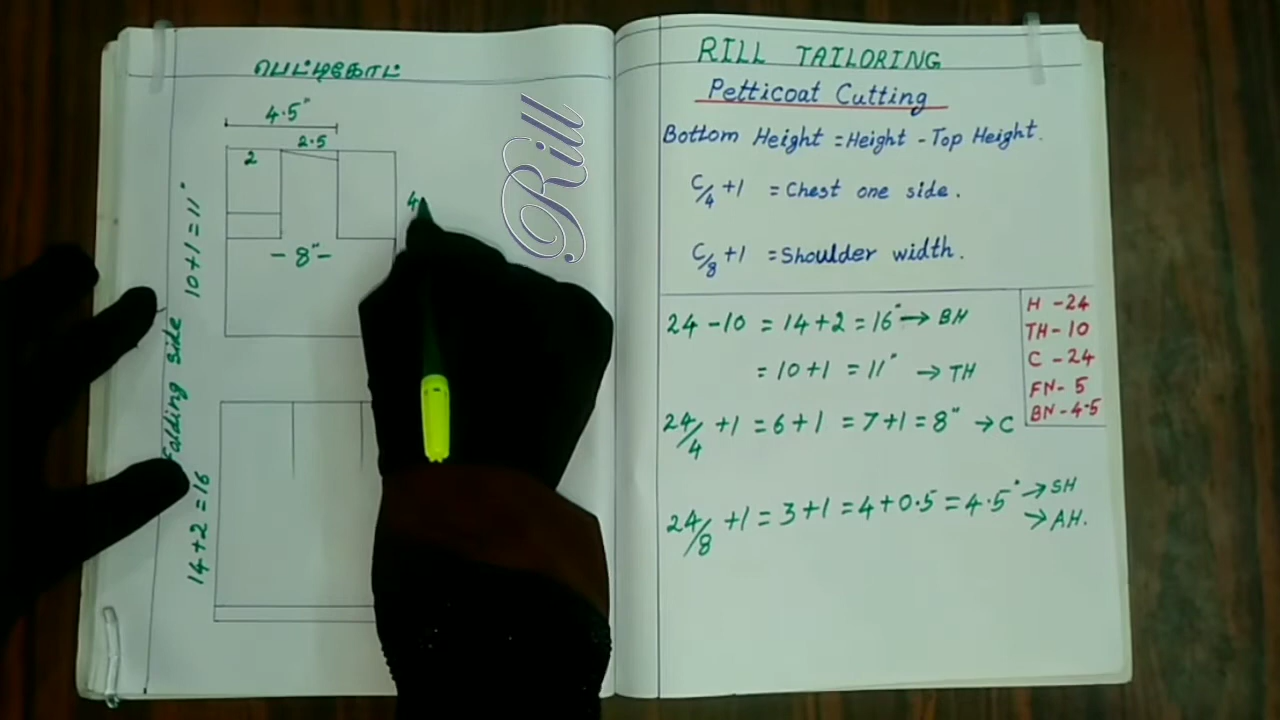 பெட்டிகோட்
4.5"
2.5
2
10+1=11"
-8"-
4
Folding side
14+2=16
Rill
RILL TAILORING
Petticoat Cutting
Bottom Height = Height - Top Height.
C/4 +1 = Chest one side.
C/8 +1 = Shoulder width.
24-10 = 14+2 = 16" → BH
= 10+1 = 11" → TH
24/4 +1 = 6+1 = 7+1 = 8" → C
24/8 +1 = 3+1 = 4+0.5 = 4.5" → SH
→ AH.
H - 24
TH - 10
C - 24
FN - 5
BN - 4.5